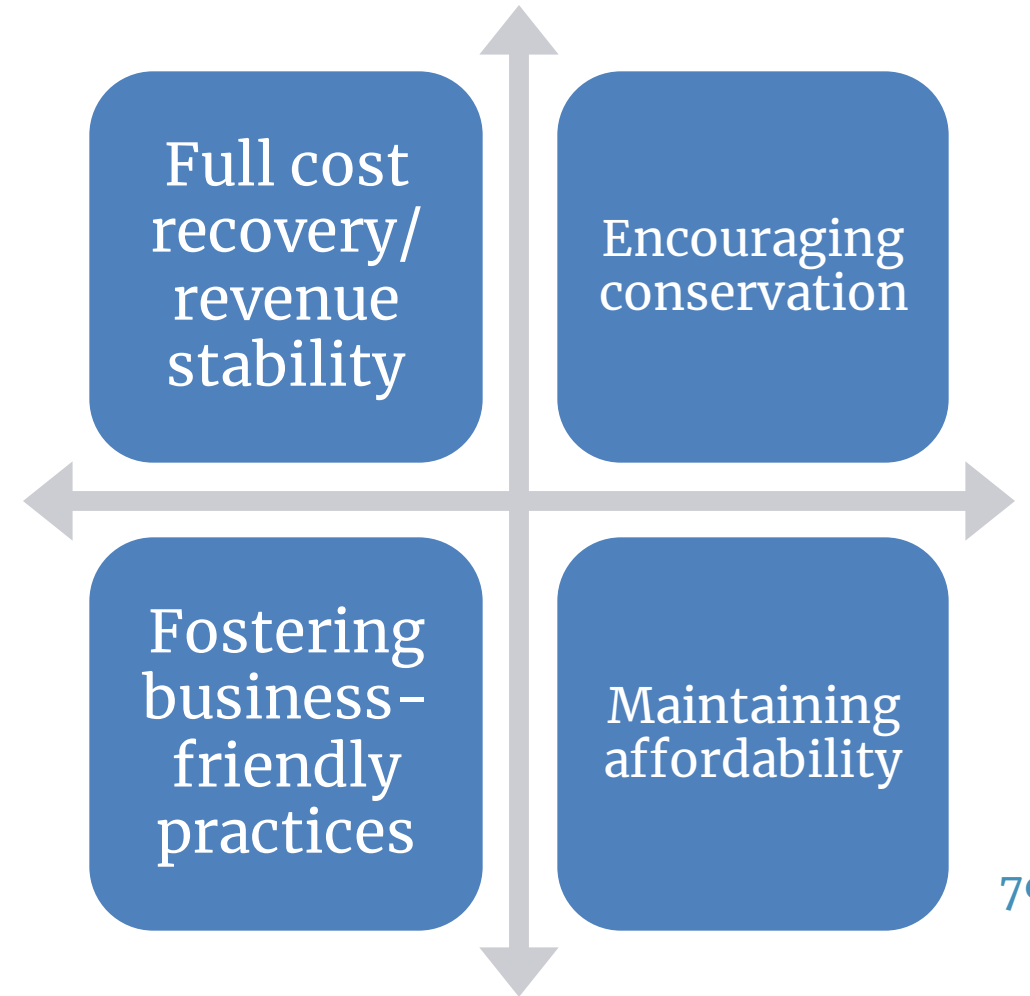 Full cost
recovery/
revenue
stability
Encouraging
conservation
Fostering
business-
friendly
practices
Maintaining
affordability